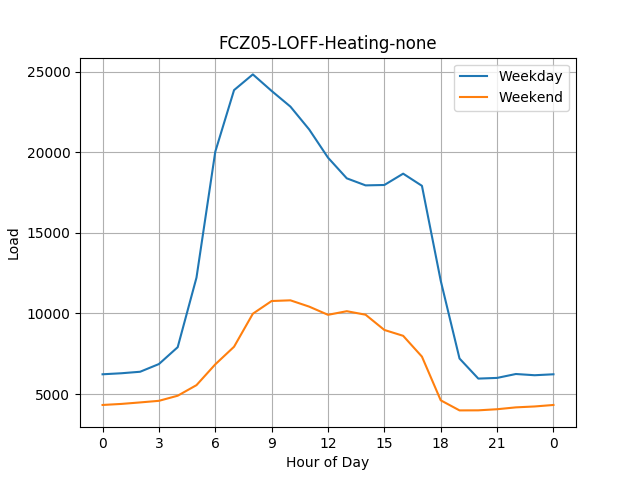 FCZ05-LOFF-Heating-none
Weekday
Weekend
25000
20000
15000
10000
5000
Load
0 3 6 9 12 15 18 21 0
Hour of Day